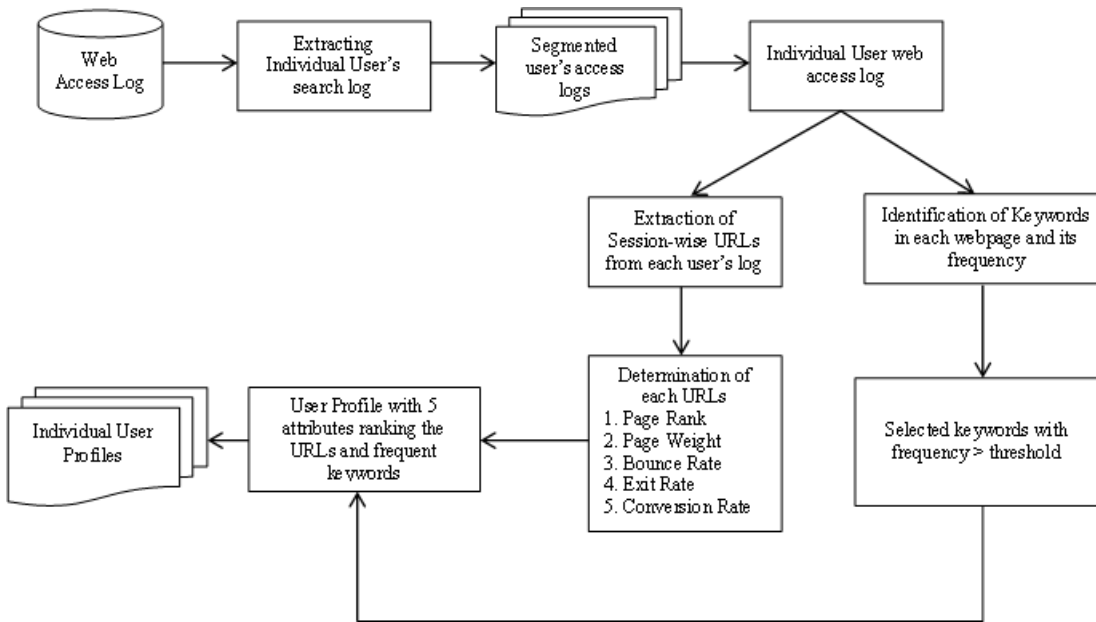 Web
Access Log
Extracting
Individual User's
search log
Segmented
user's access
logs
Individual User web
access log
Extraction of
Session-wise URLs
from each user's log
Identification of Keywords
in each webpage and its
frequency
Determination of
each URLs
1. Page Rank
2. Page Weight
3. Bounce Rate
4. Exit Rate
5. Conversion Rate
Selected keywords with
frequency > threshold
User Profile with 5
attributes ranking the
URLs and frequent
keywords
Individual User
Profiles